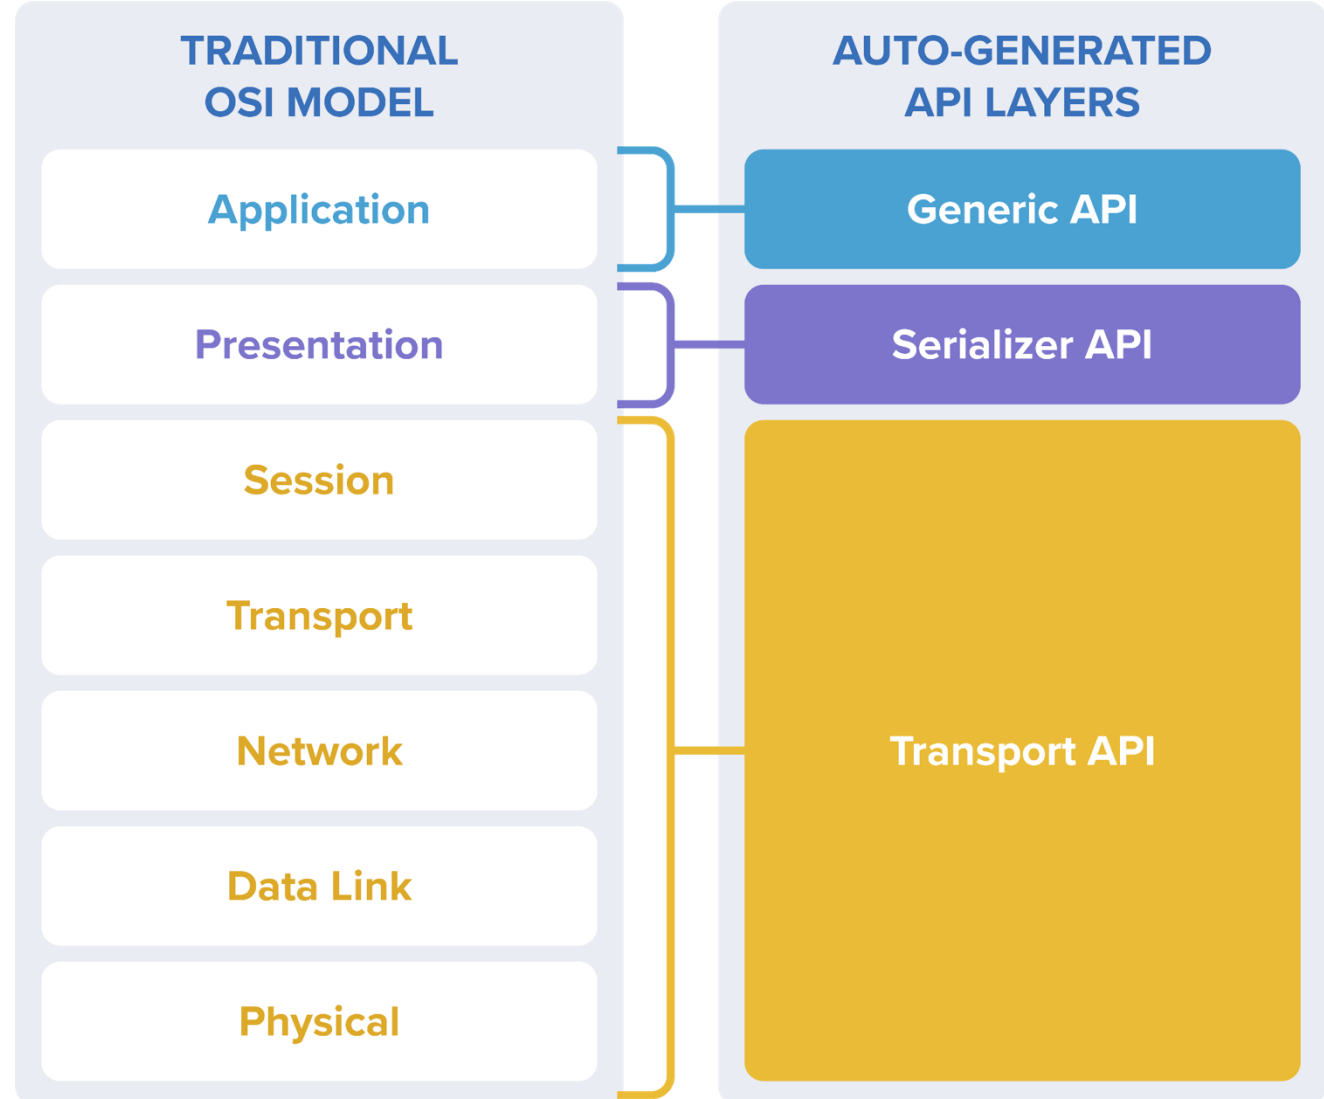 TRADITIONAL
OSI MODEL
Application
Presentation
Session
Transport
Network
Data Link
Physical
AUTO-GENERATED
API LAYERS
Generic API
Serializer API
Transport API